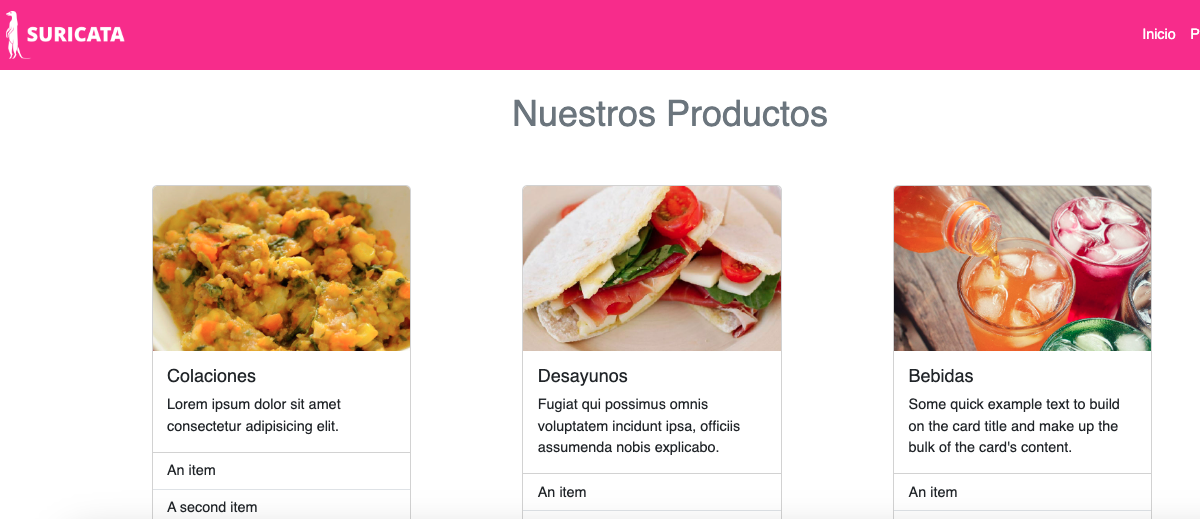 SURICATA
Inicio P
Nuestros Productos
Colaciones
Lorem ipsum dolor sit amet
consectetur adipisicing elit.
An item
A second item
Desayunos
Fugiat qui possimus omnis
voluptatem incidunt ipsa, officiis
assumenda nobis explicabo.
An item
Bebidas
Some quick example text to build
on the card title and make up the
bulk of the card's content.
An item